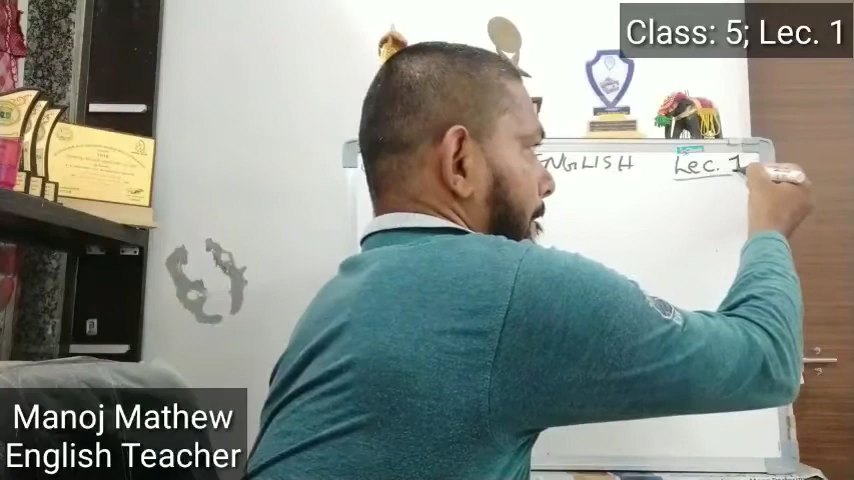 Class: 5; Lec. 1
ENGLISH Lec. 1
Manoj Mathew
English Teacher